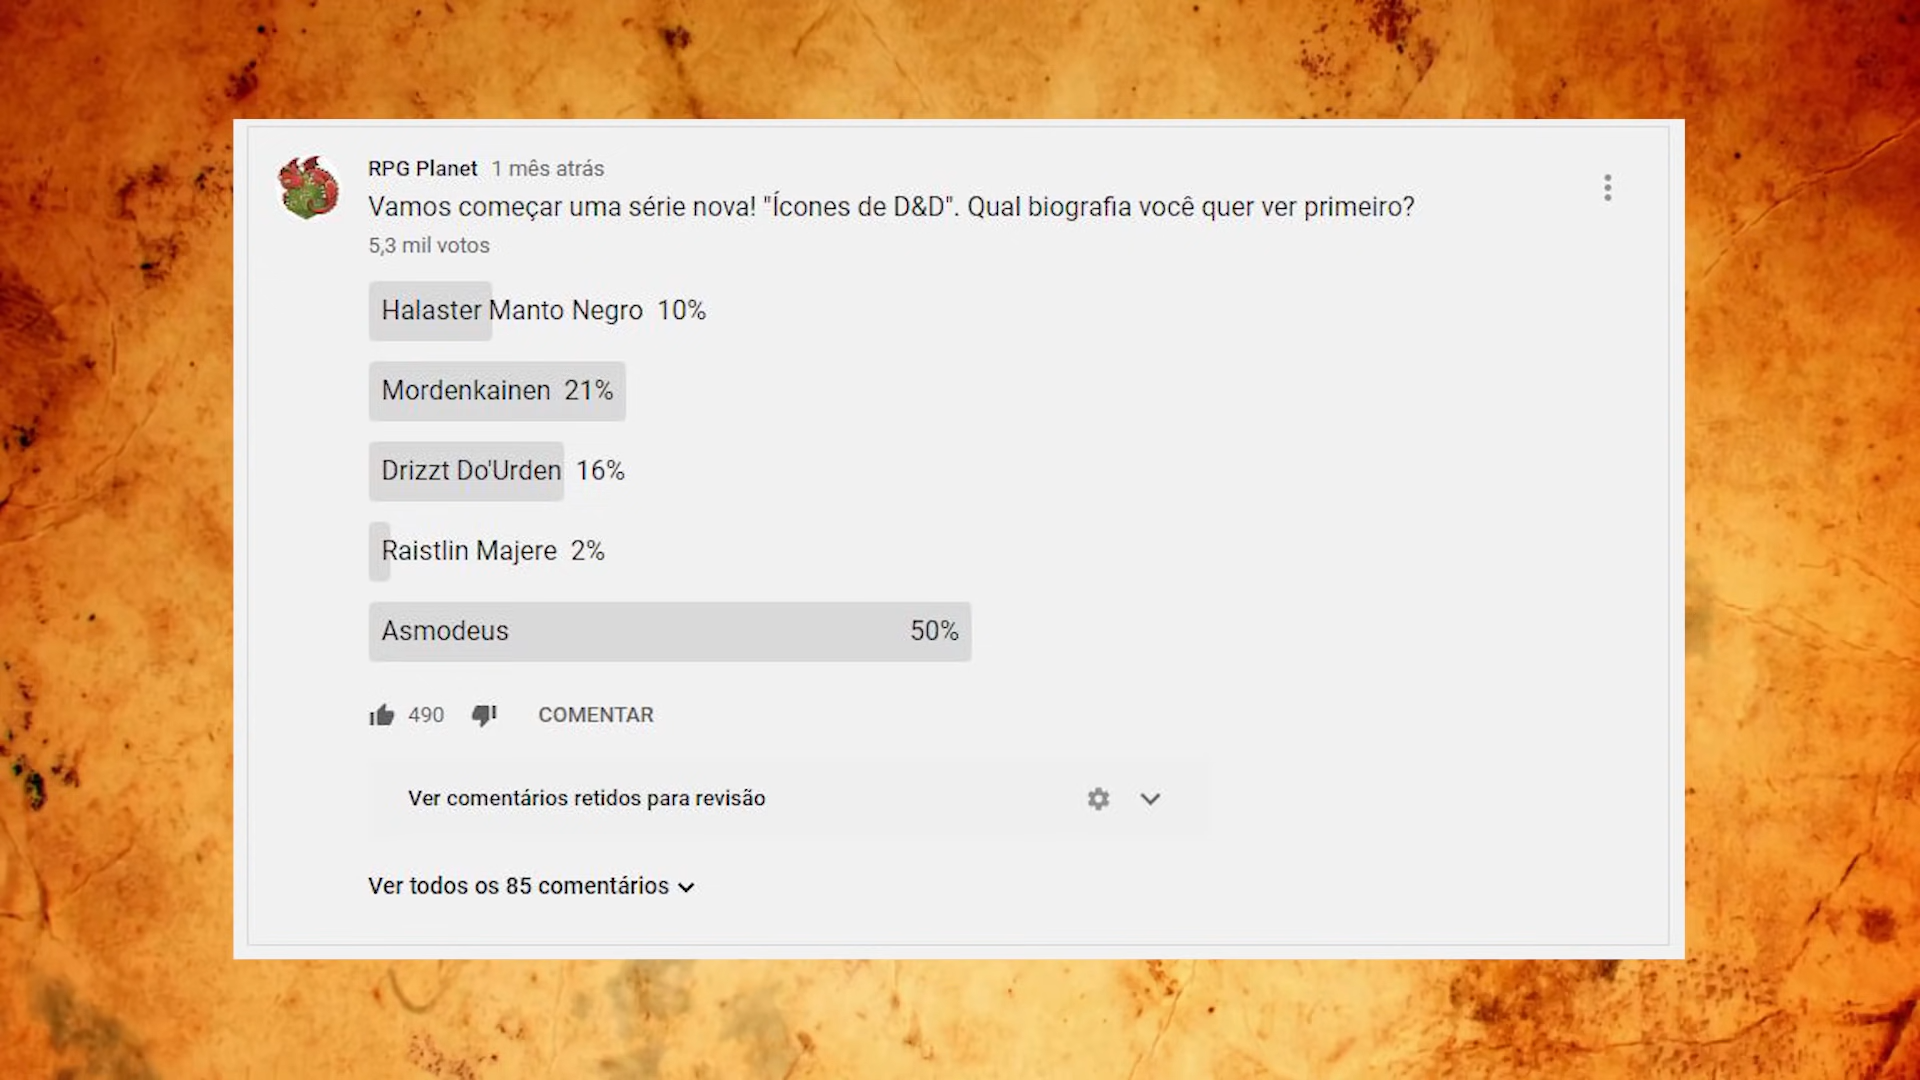 RPG Planet 1 mês atrás
Vamos começar uma série nova! "Ícones de D&D". Qual biografia você quer ver primeiro?
5,3 mil votos
Halaster Manto Negro 10%
Mordenkainen 21%
Drizzt Do'Urden 16%
Raistlin Majere 2%
Asmodeus 50%
490 COMENTAR
Ver comentários retidos para revisão
Ver todos os 85 comentários